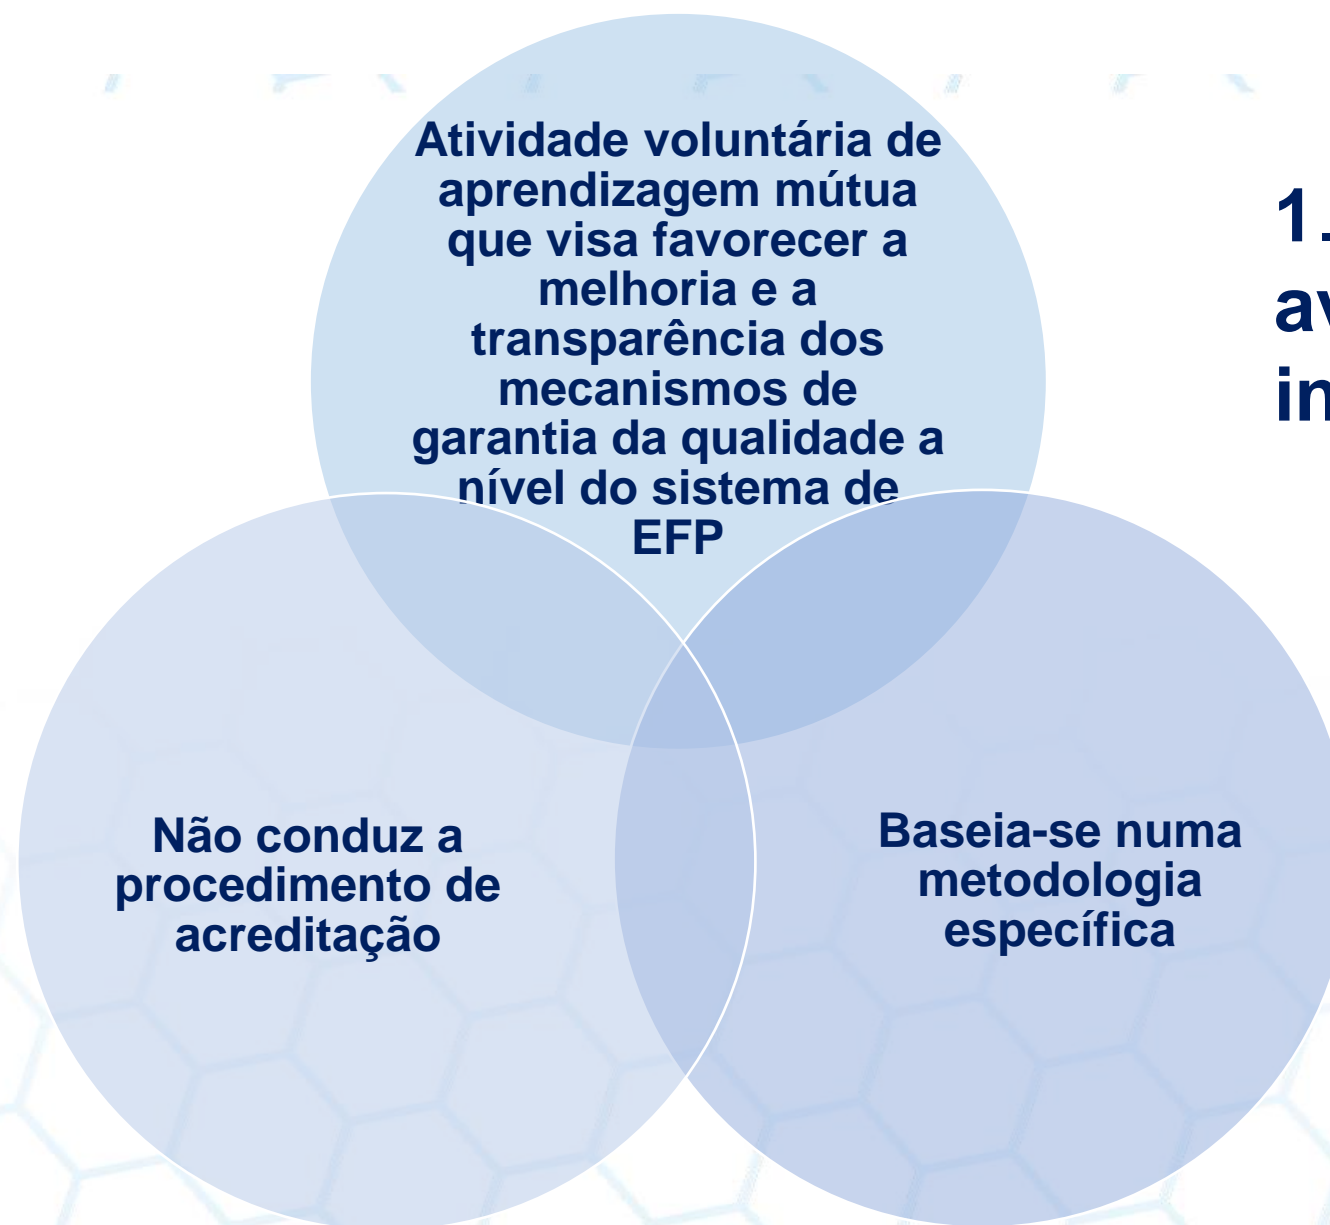 Atividade voluntária de
aprendizagem mútua
que visa favorecer a
melhoria e a
transparência dos
mecanismos de
garantia da qualidade a
nível do sistema de
EFP
1.
Não conduz a
procedimento de
acreditação
Baseia-se numa
metodologia
específica